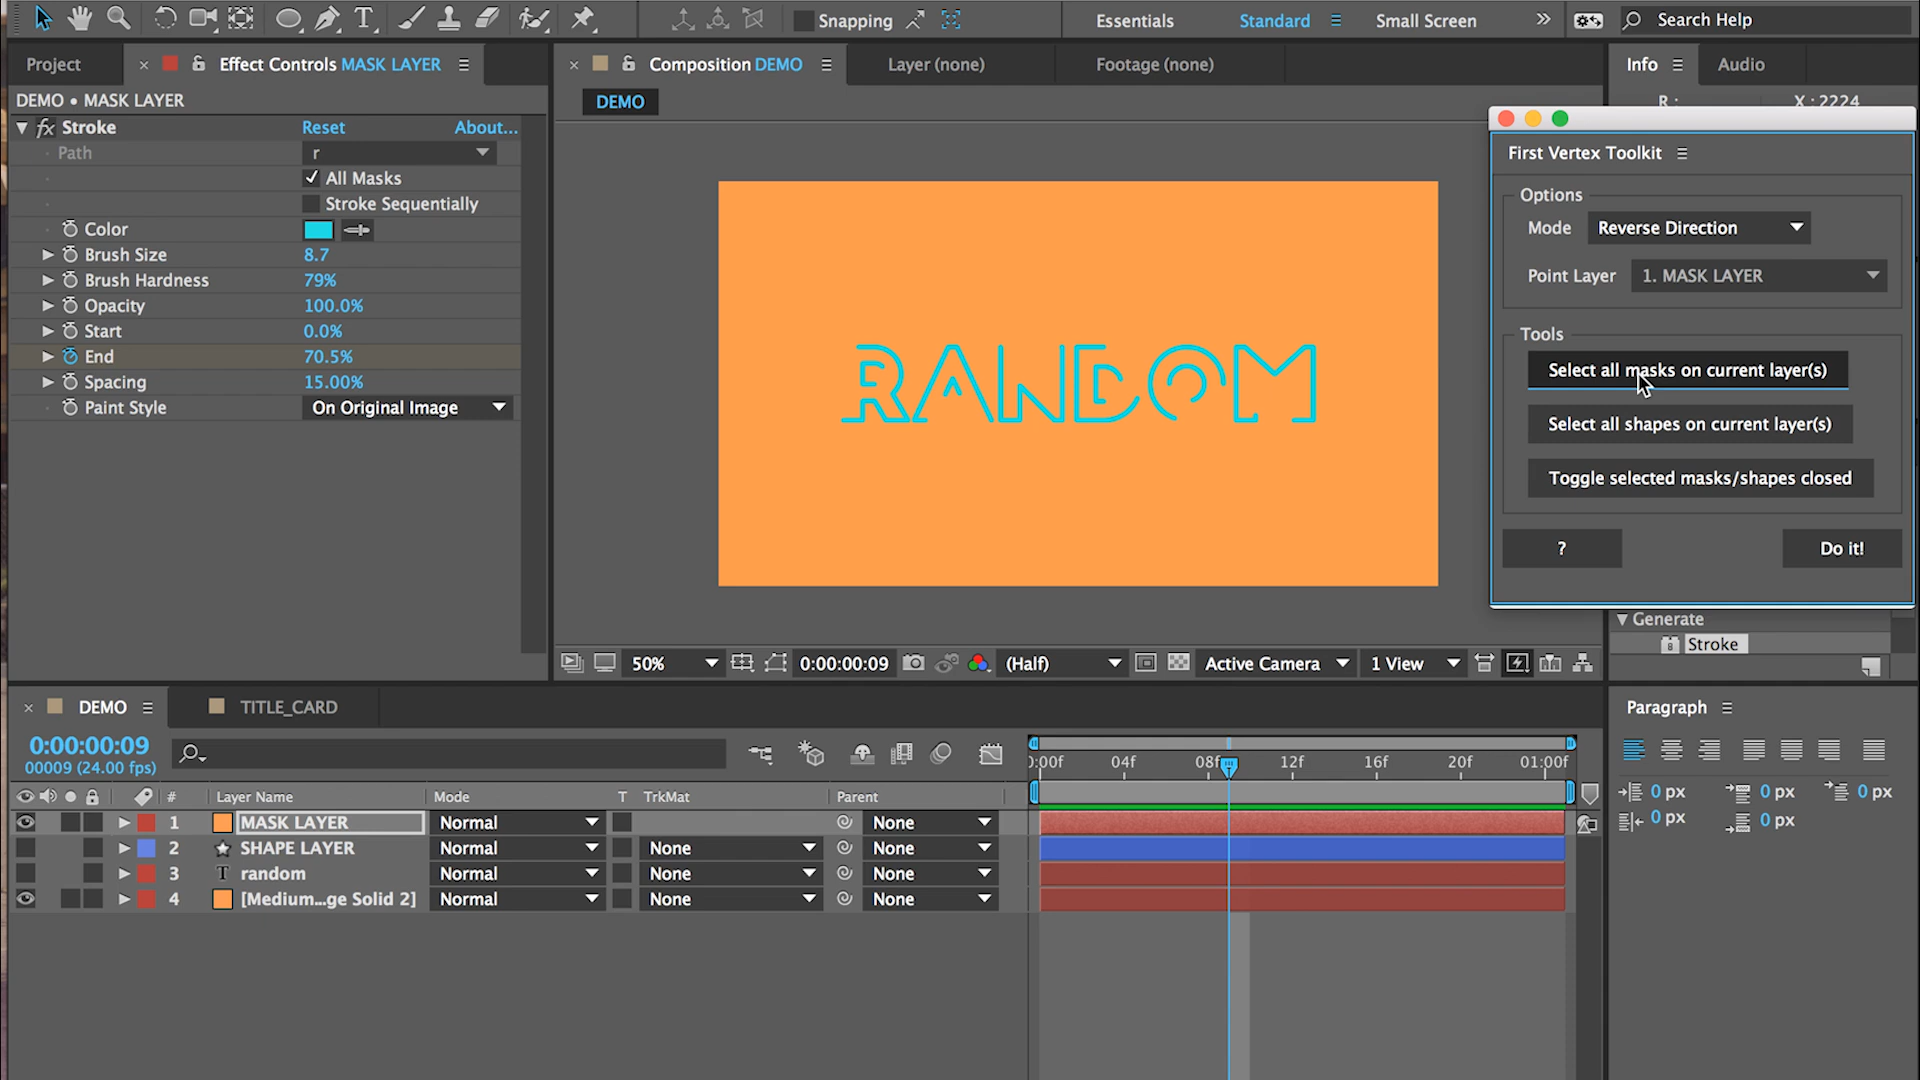 Snapping
Essentials
Standard
Small Screen
Search Help
Project
Effect Controls MASK LAYER
Composition DEMO
Layer (none)
Footage (none)
Info
Audio
DEMO • MASK LAYER
DEMO
R :
X : 2224
fx Stroke
Reset
About...
Path
r
All Masks
Stroke Sequentially
Color
Brush Size
8.7
Brush Hardness
79%
Opacity
100.0%
Start
0.0%
End
70.5%
Spacing
15.00%
Paint Style
On Original Image
RANDOM
First Vertex Toolkit
Options
Mode
Reverse Direction
Point Layer
1. MASK LAYER
Tools
Select all masks on current layer(s)
Select all shapes on current layer(s)
Toggle selected masks/shapes closed
?
Do it!
Generate
Stroke
50%
0:00:00:09
(Half)
Active Camera
1 View
DEMO
TITLE_CARD
0:00:00:09
00009 (24.00 fps)
:00f
04f
08f
12f
16f
20f
01:00f
#
Layer Name
Mode
T
TrkMat
Parent
1
MASK LAYER
Normal
None
2
SHAPE LAYER
Normal
None
None
3
T
random
Normal
None
None
4
[Medium...ge Solid 2]
Normal
None
None
Paragraph
0 px
0 px
0 px
0 px
0 px